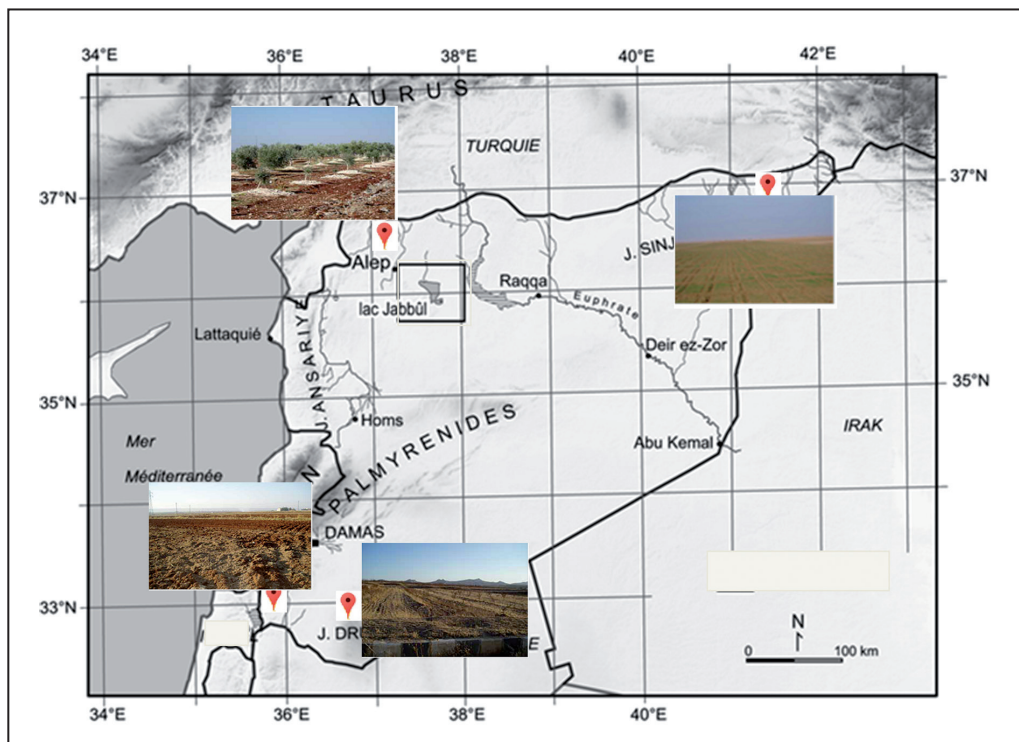 34°E 36°E 38°E 40°E 42°E
TAURUS
TURQUIE
37°N 37°N
J. SINJ
Alep
Raqqa
lac Jabbûl
Euphrate
Lattaquié
J. ANSARIYE
Deir ez-Zor
35°N 35°N
Homs
PALMYRENIDES
IRAK
Abu Kemal
Mer
Méditerranée
N
DAMAS
33°N 33°N
J. DRU
E
N
0 100 km
34°E 36°E 38°E 40°E